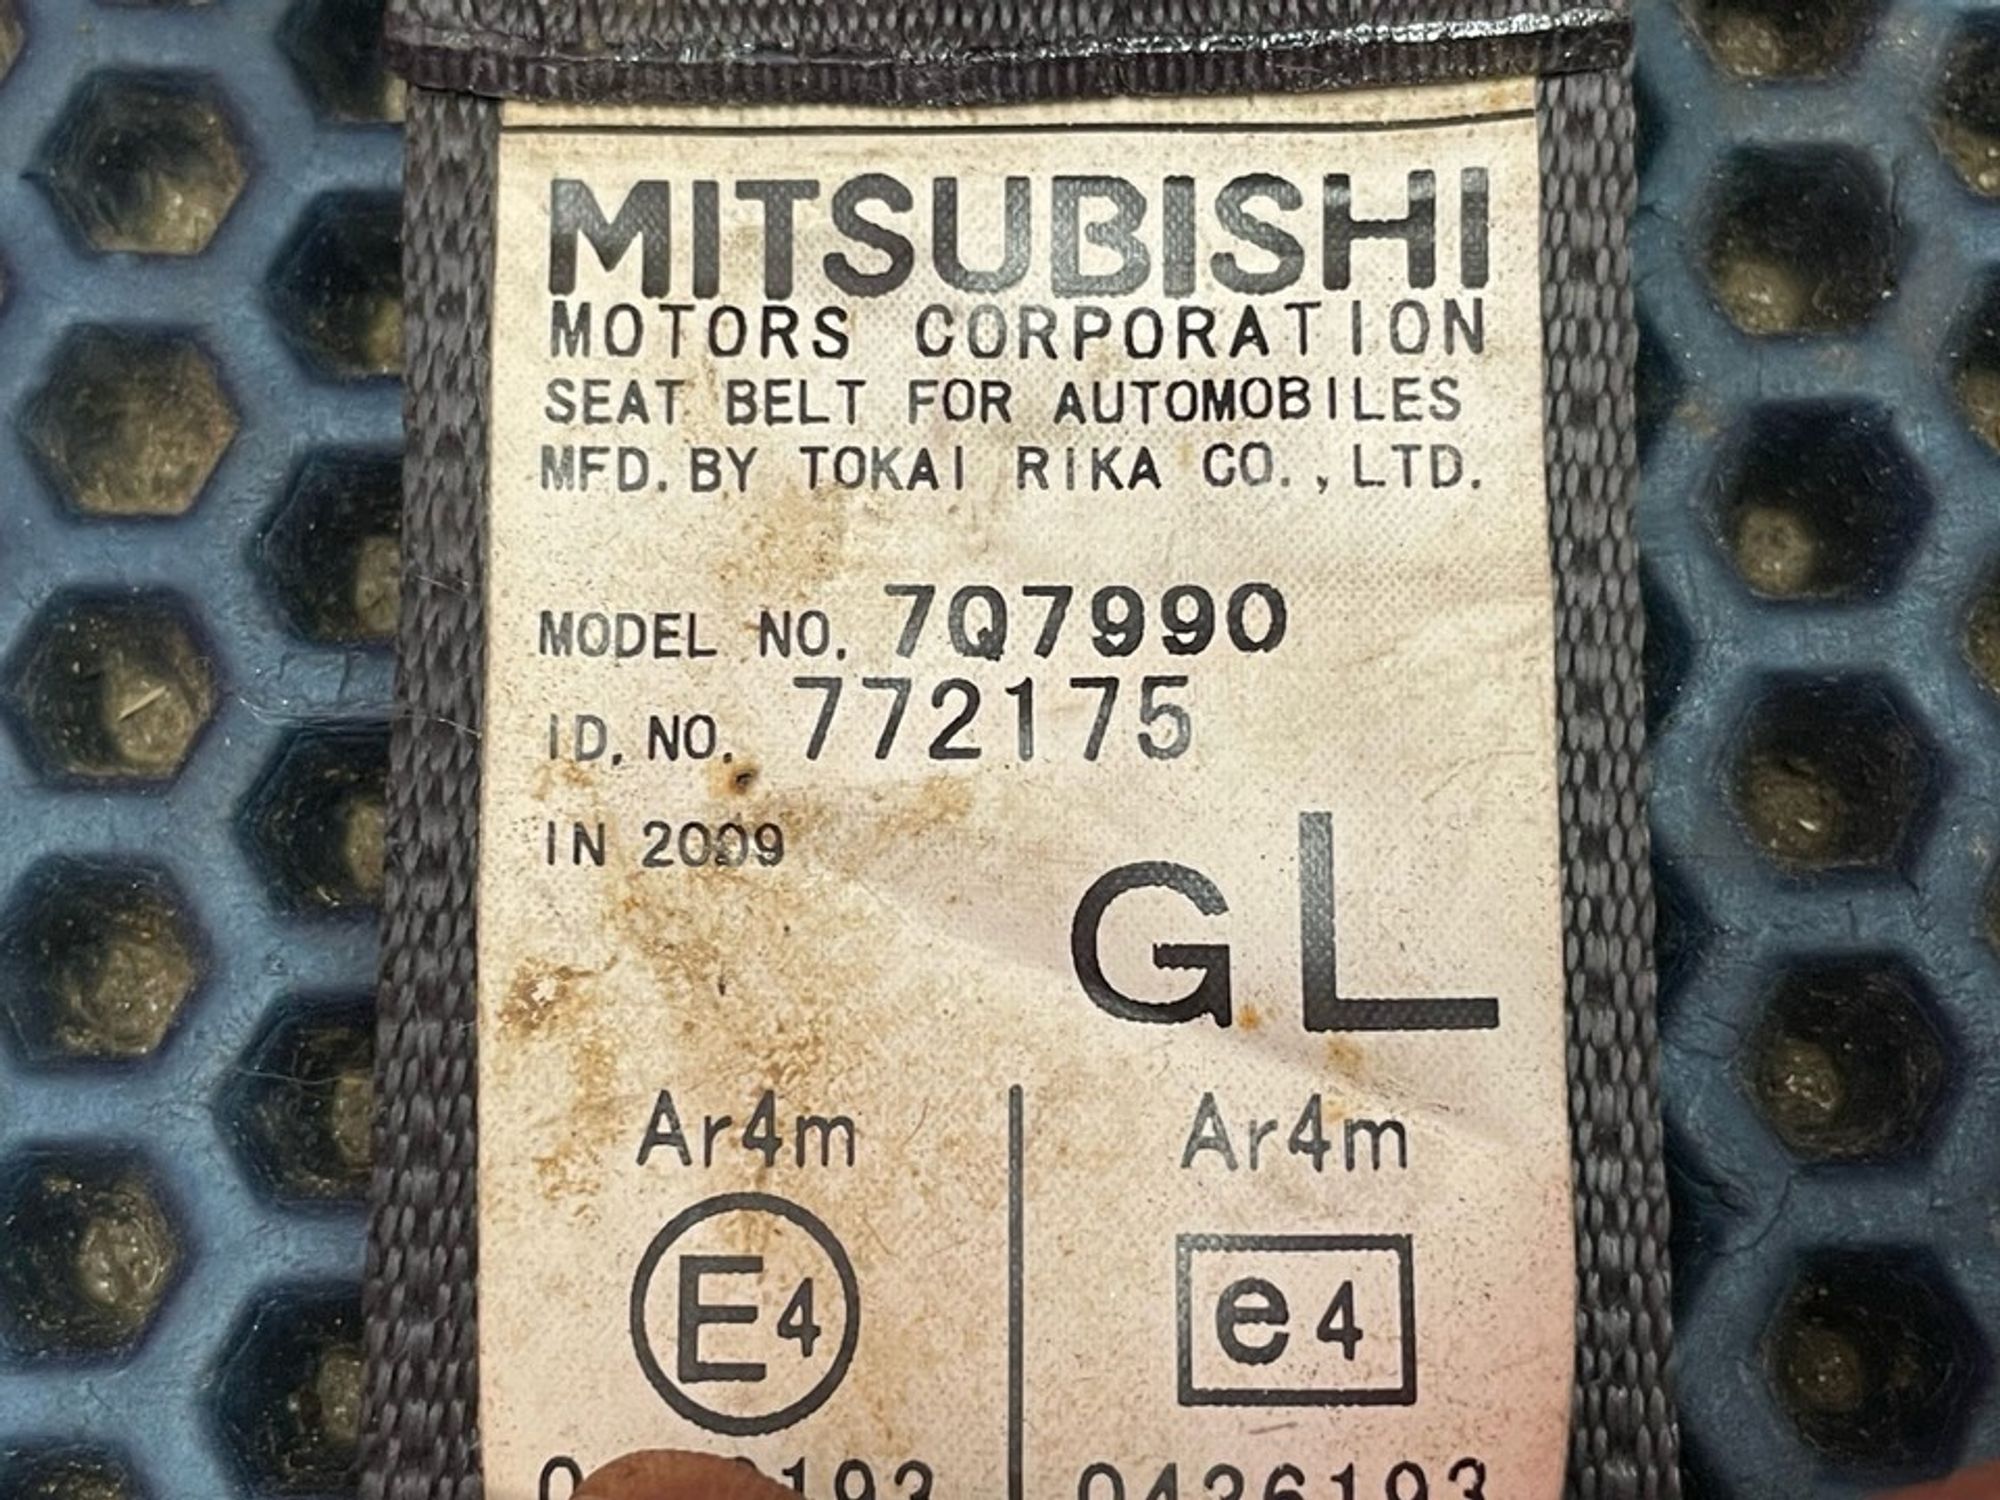 MITSUBISHI
MOTORS CORPORATION
SEAT BELT FOR AUTOMOBILES
MFD. BY TOKAI RIKA CO., LTD.
MODEL NO. 7Q7990
ID. NO. 772175
IN 2009
GL
Ar4m Ar4m
E4 e4
0436193